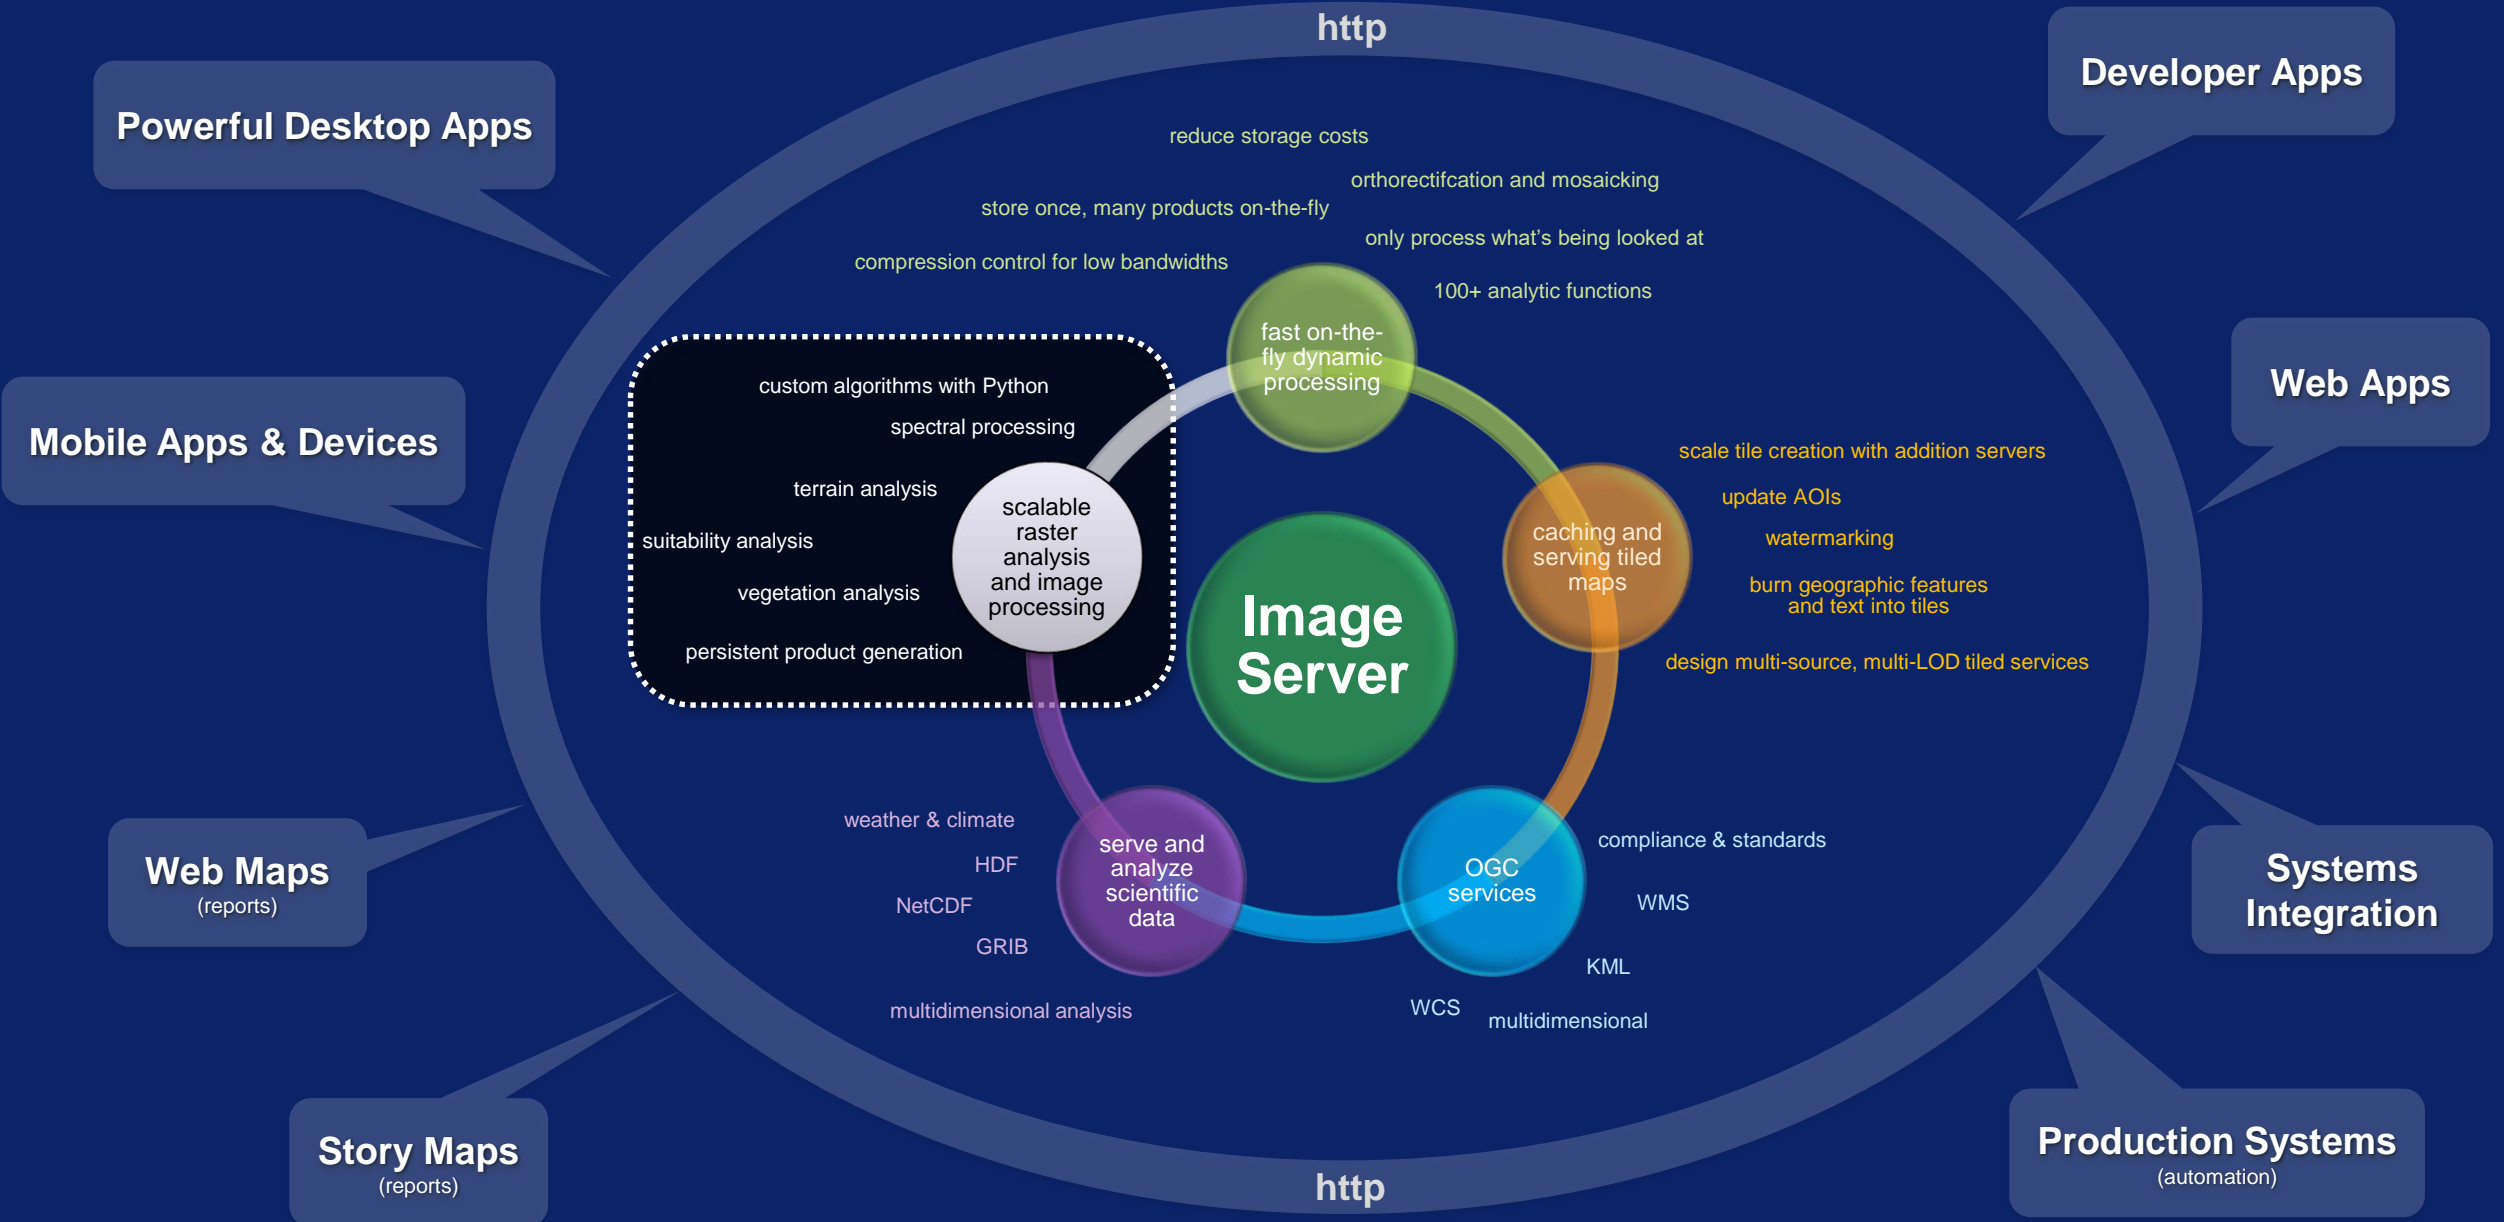 http
Developer Apps
Powerful Desktop Apps
reduce storage costs
orthorectifcation and mosaicking
store once, many products on-the-fly
only process what's being looked at
compression control for low bandwidths
100+ analytic functions
fast on-the-
fly dynamic
processing
Web Apps
Mobile Apps & Devices
custom algorithms with Python
spectral processing
terrain analysis
suitability analysis
vegetation analysis
persistent product generation
scalable
raster
analysis
and image
processing
scale tile creation with addition servers
update AOIs
watermarking
burn geographic features
and text into tiles
design multi-source, multi-LOD tiled services
caching and
serving tiled
maps
Image
Server
weather & climate
HDF
NetCDF
GRIB
multidimensional analysis
serve and
analyze
scientific
data
OGC
services
compliance & standards
WMS
KML
WCS
multidimensional
Web Maps
(reports)
Systems
Integration
Story Maps
(reports)
Production Systems
(automation)
http